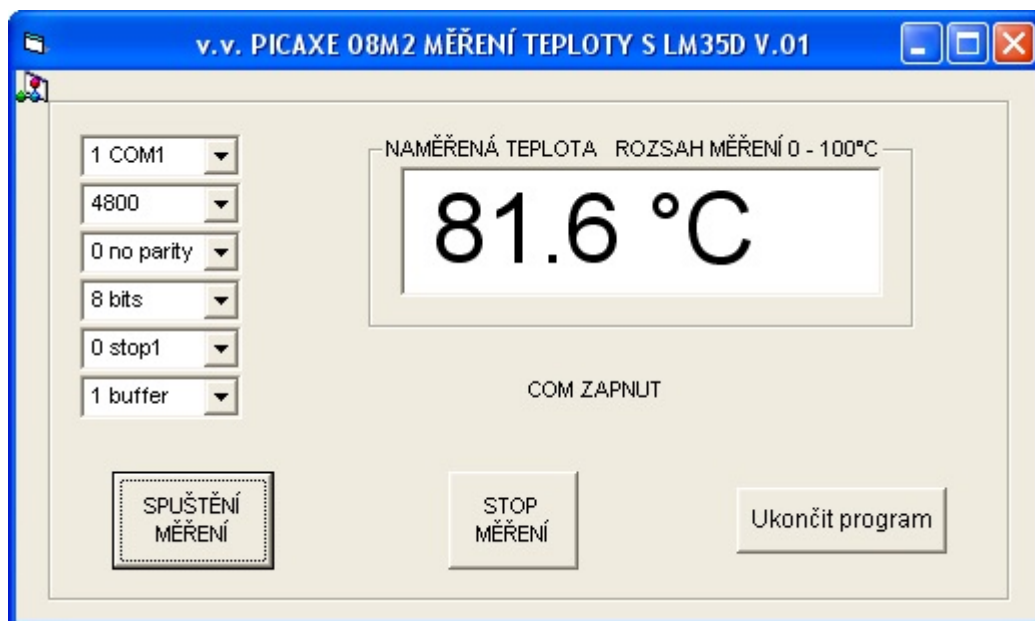 v.v. PICAXE 08M2 MĚŘENÍ TEPLOTY S LM35D V.01
1 COM1
4800
0 no parity
8 bits
0 stop1
1 buffer
NAMĚŘENÁ TEPLOTA ROZSAH MĚŘENÍ 0 - 100°C
81.6 °C
COM ZAPNUT
SPUŠTĚNÍ
MĚŘENÍ
STOP
MĚŘENÍ
Ukončit program